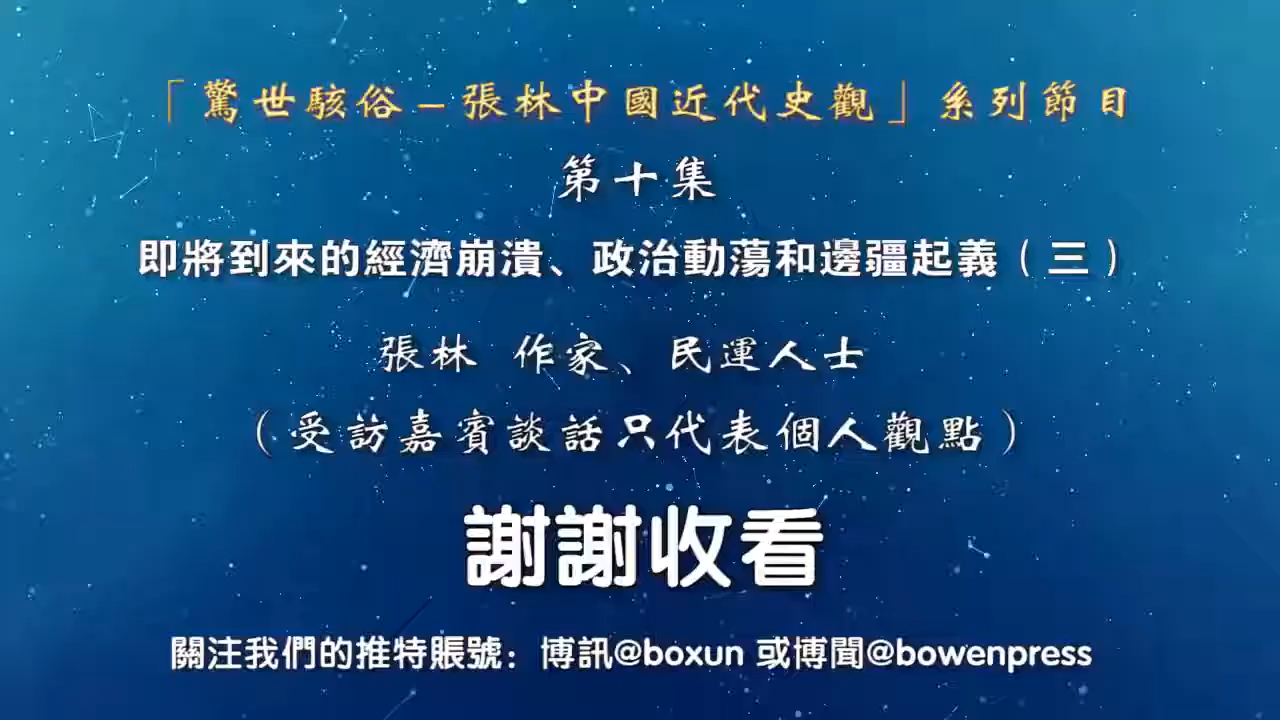 「驚世駭俗–張林中國近代史觀」系列節目
第十集
即將到來的經濟崩潰、政治動蕩和邊疆起義（三）
張林 作家、民運人士
（受訪嘉賓談話只代表個人觀點）
謝謝收看
關注我們的推特賬號：博訊@boxun 或博聞@bowenpress